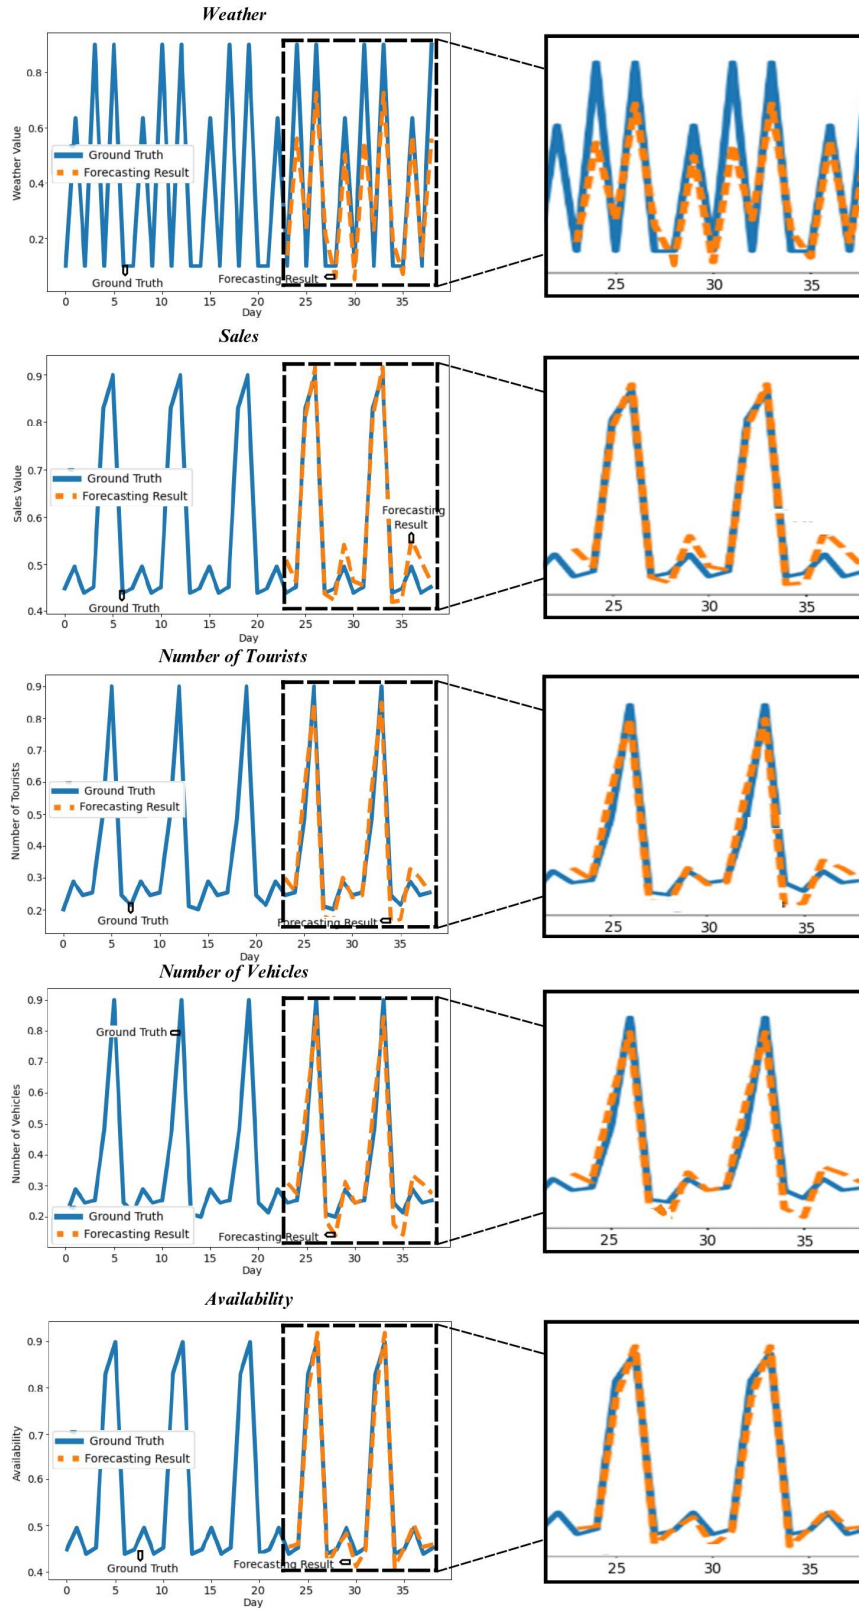 Weather
0.8
0.6
0.4
0.2
Weather Value
Ground Truth
Forecasting Result
Ground Truth
Forecasting Result
0 5 10 15 20 25 30 35
Day
25 30 35
Sales
0.9
0.8
0.7
0.6
0.5
0.4
Sales Value
Ground Truth
Forecasting Result
Forecasting
Result
Ground Truth
0 5 10 15 20 25 30 35
Day
25 30 35
Number of Tourists
0.9
0.8
0.7
0.6
0.5
0.4
0.3
0.2
Number of Tourists
Ground Truth
Forecasting Result
Ground Truth
Forecasting Result
0 5 10 15 20 25 30 35
Day
25 30 35
Number of Vehicles
0.9
0.8
0.7
0.6
0.5
0.4
0.3
0.2
Number of Vehicles
Ground Truth
Ground Truth
Forecasting Result
Forecasting Result
0 5 10 15 20 25 30 35
Day
25 30 35
Availability
0.9
0.8
0.7
0.6
0.5
0.4
Availability
Ground Truth
Forecasting Result
Ground Truth
Forecasting Result
0 5 10 15 20 25 30 35
Day
25 30 35